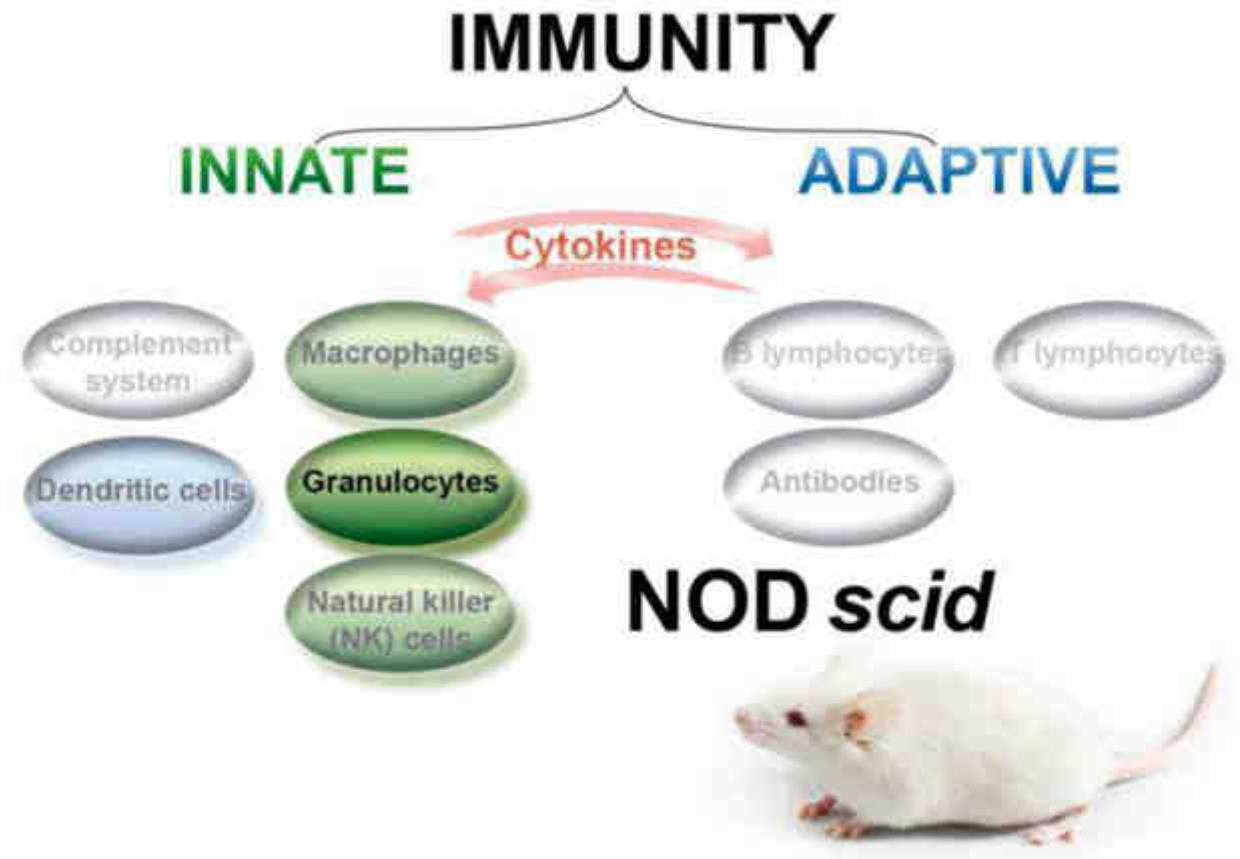 IMMUNITY
INNATE
ADAPTIVE
Cytokines
Complement
system
Macrophages
B lymphocytes
T lymphocytes
Dendritic cells
Granulocytes
Antibodies
Natural killer
(NK) cells
NOD scid